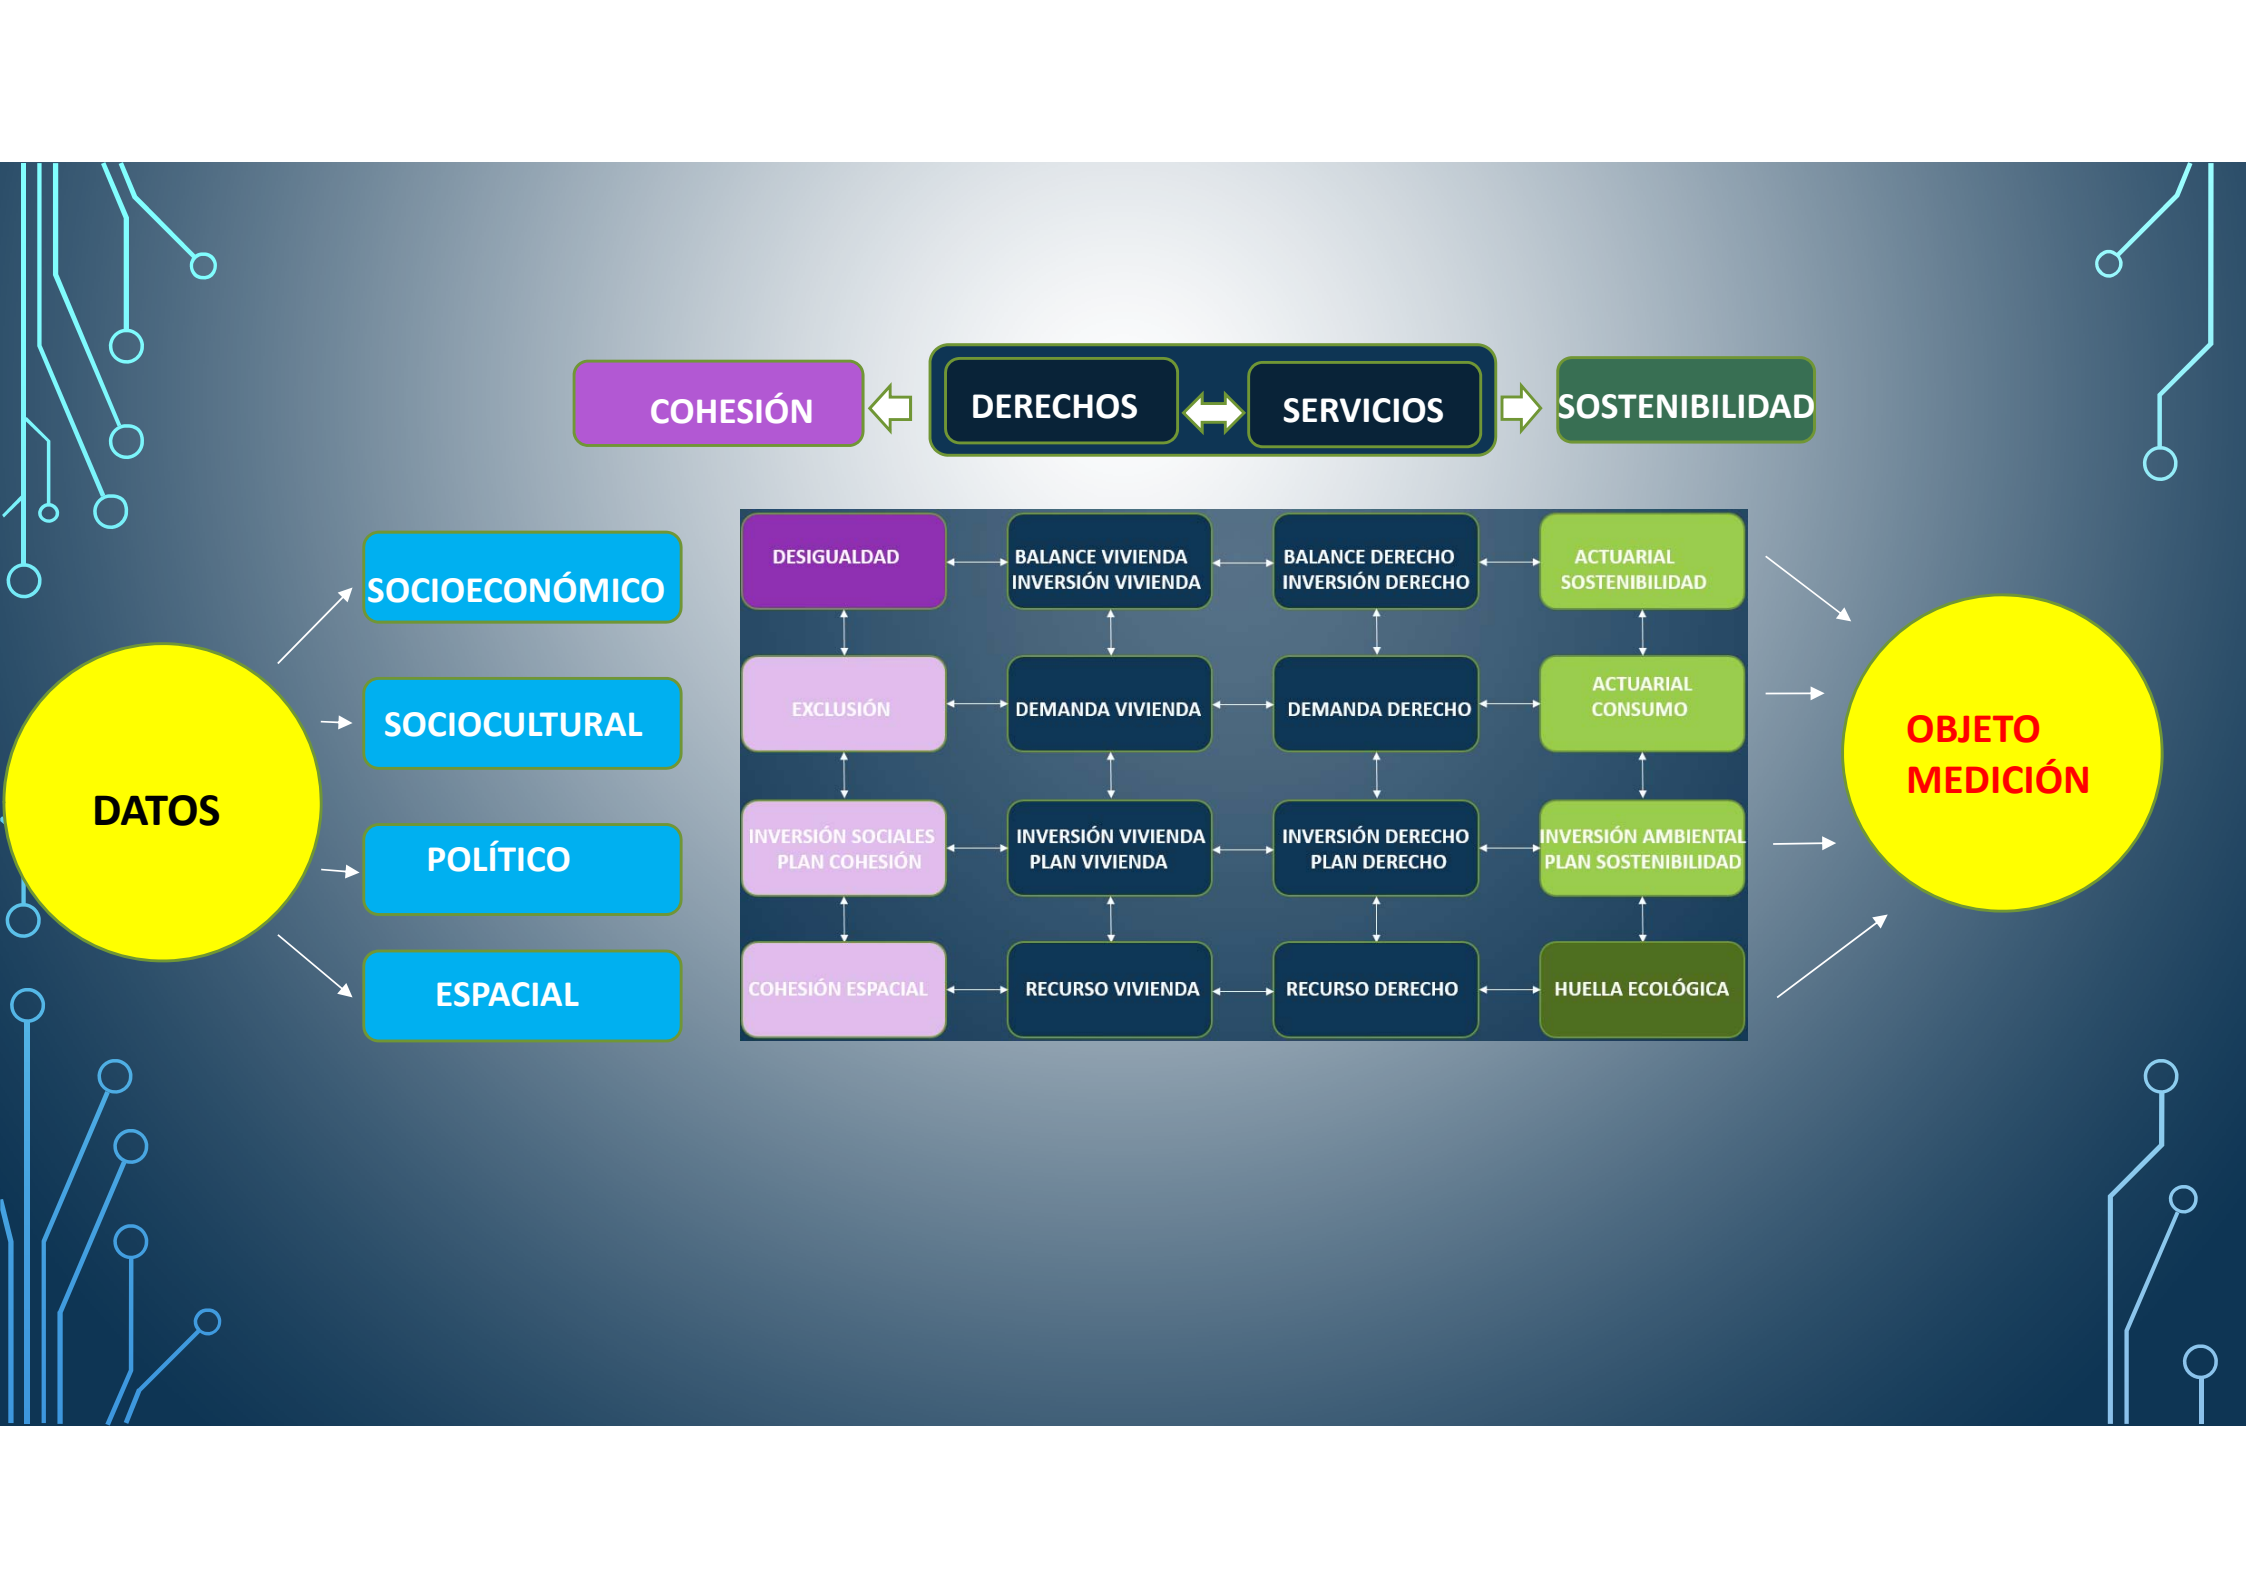 COHESIÓN
DERECHOS
SERVICIOS
SOSTENIBILIDAD
DATOS
SOCIOECONÓMICO
SOCIOCULTURAL
POLÍTICO
ESPACIAL
DESIGUALDAD
BALANCE VIVIENDA
INVERSIÓN VIVIENDA
BALANCE DERECHO
INVERSIÓN DERECHO
ACTUARIAL
SOSTENIBILIDAD
EXCLUSIÓN
DEMANDA VIVIENDA
DEMANDA DERECHO
ACTUARIAL
CONSUMO
INVERSIÓN SOCIALES
PLAN COHESIÓN
INVERSIÓN VIVIENDA
PLAN VIVIENDA
INVERSIÓN DERECHO
PLAN DERECHO
INVERSIÓN AMBIENTAL
PLAN SOSTENIBILIDAD
COHESIÓN ESPACIAL
RECURSO VIVIENDA
RECURSO DERECHO
HUELLA ECOLÓGICA
OBJETO
MEDICIÓN